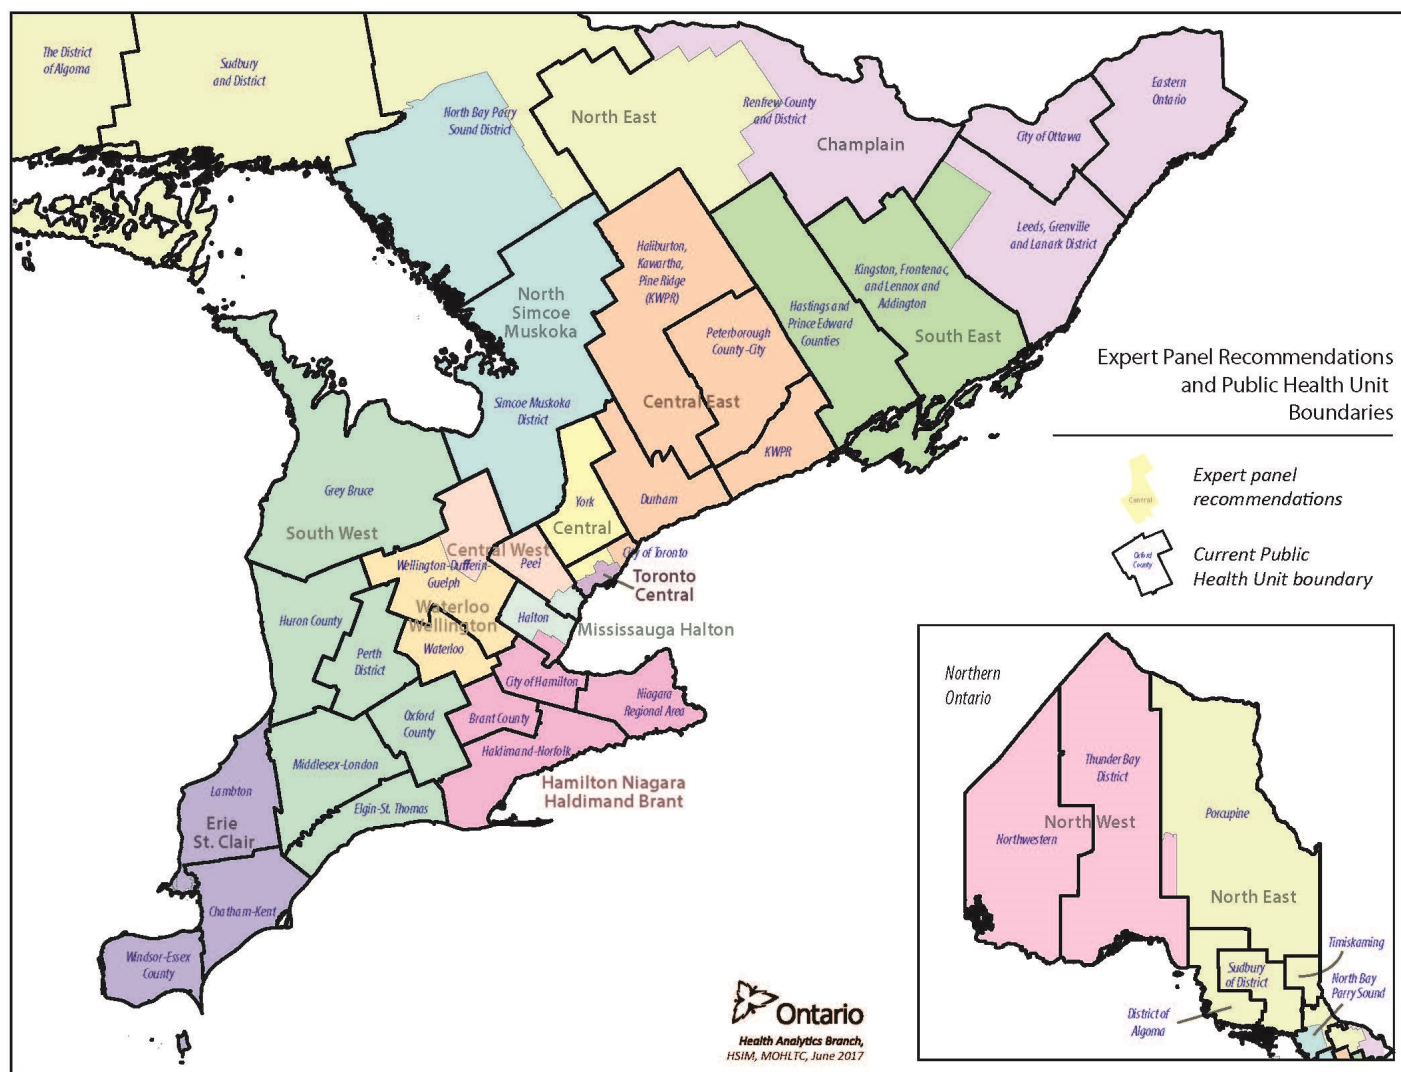 The District
of Algoma
Sudbury
and District
North Bay Parry
Sound District
North East
Renfrew County
and District
Champlain
City of Ottawa
Eastern
Ontario
Leeds, Grenville
and Lanark District
Haliburton,
Kawartha,
Pine Ridge
(KWPR)
Kingston, Frontenac,
and Lennox and
Addington
Hastings and
Prince Edward
Counties
South East
North
Simcoe
Muskoka
Peterborough
County-City
Central East
Simcoe Muskoka
District
KWPR
Grey Bruce
South West
York
Durham
Central
Central West
Peel
City of Toronto
Toronto
Central
Wellington-Dufferin-
Guelph
Waterloo
Wellington
Halton
Mississauga Halton
Huron County
Perth
District
Waterloo
City of Hamilton
Niagara
Regional Area
Oxford
County
Brant County
Haldimand-Norfolk
Middlesex-London
Elgin-St. Thomas
Hamilton Niagara
Haldimand Brant
Lambton
Erie
St. Clair
Chatham-Kent
Windsor-Essex
County
Expert Panel Recommendations
and Public Health Unit
Boundaries
Central
Expert panel
recommendations
Oxford
County
Current Public
Health Unit boundary
Northern
Ontario
Thunder Bay
District
North West
Northwestern
Porcupine
North East
Timiskaming
Sudbury
of District
North Bay
Parry Sound
District of
Algoma
Ontario
Health Analytics Branch,
HSIM, MOHLTC, June 2017